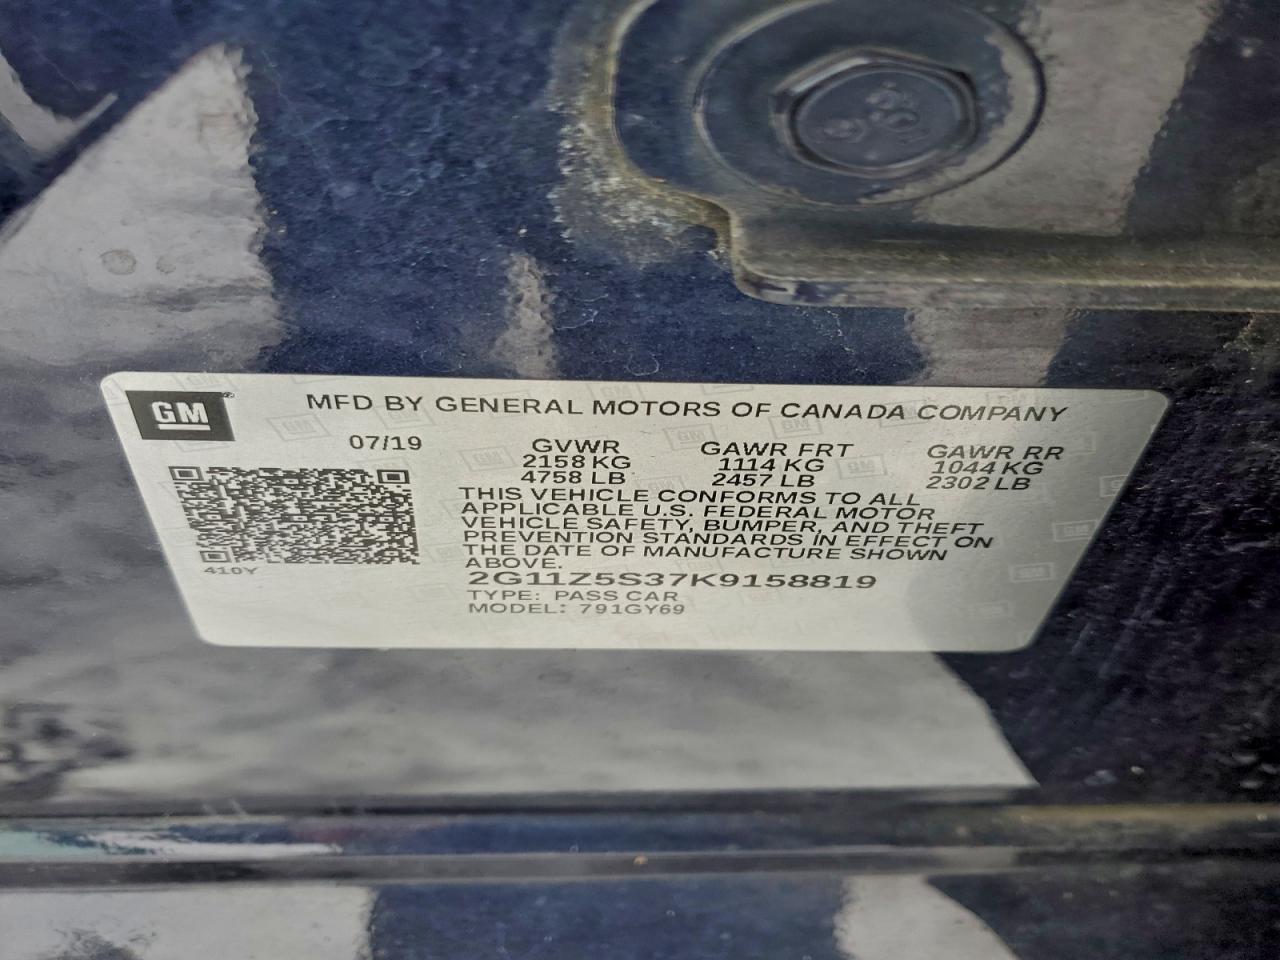 GM
MFD BY GENERAL MOTORS OF CANADA COMPANY
07/19
GVWR
2158 KG
4758 LB
GAWR FRT
1114 KG
2457 LB
GAWR RR
1044 KG
2302 LB
THIS VEHICLE CONFORMS TO ALL
APPLICABLE U.S. FEDERAL MOTOR
VEHICLE SAFETY, BUMPER, AND THEFT
PREVENTION STANDARDS IN EFFECT ON
THE DATE OF MANUFACTURE SHOWN
ABOVE.
410Y
2G11Z5S37K9158819
TYPE: PASS CAR
MODEL: 791GY69